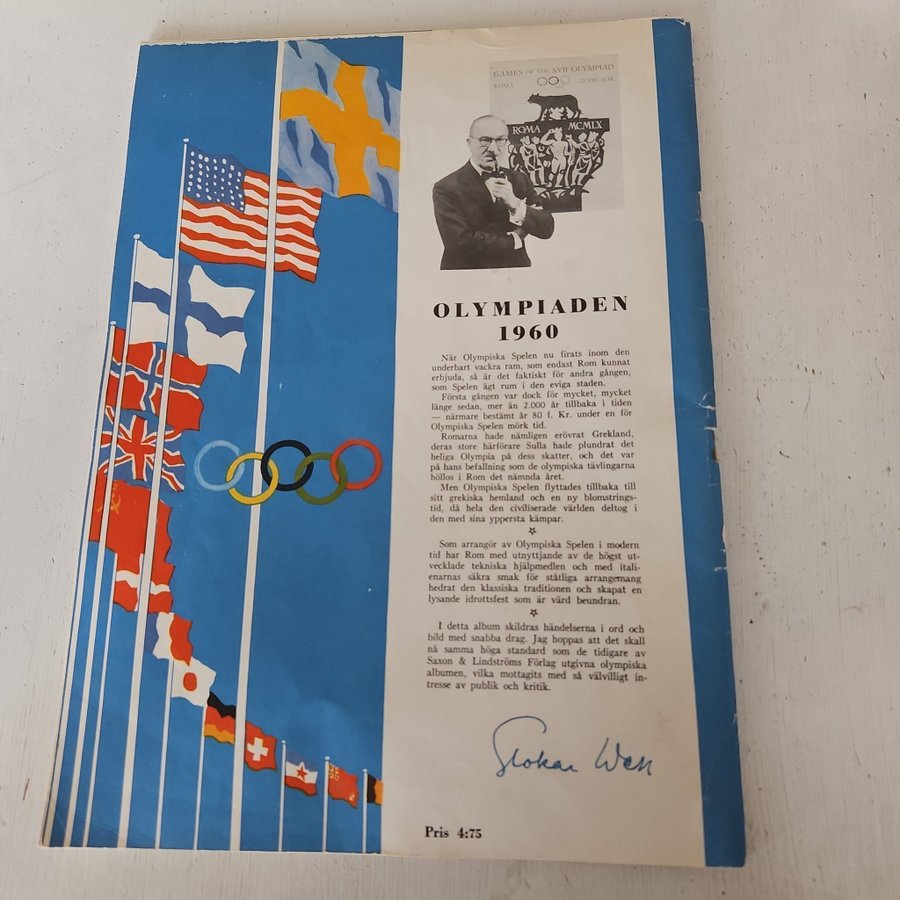 GAMES OF THE XVII OLYMPIAD
ROMA
ROMA MCMLX
OLYMPIADEN
1960
När Olympiska Spelen nu firats inom den
underbart vackra ram, som endast Rom kunnat
erbjuda, så är det faktiskt för andra gången,
som Spelen ägt rum i den eviga staden.
Första gången var dock för mycket, mycket
länge sedan, mer än 2.000 år tillbaka i tiden
— närmare bestämt år 80 f. Kr. under en för
Olympiska Spelen mörk tid.
Romarna hade nämligen erövrat Grekland,
deras store härförare Sulla hade plundrat det
heliga Olympia på dess skatter, och det var
på hans befallning som de olympiska tävlingarna
höllos i Rom det nämnda året.
Men Olympiska Spelen flyttades tillbaka till
sitt grekiska hemland och en ny blomstrings-
tid, då hela den civiliserade världen deltog i
den med sina yppersta kämpar.
Som arrangör av Olympiska Spelen i modern
tid har Rom med utnyttjande av de högst ut-
vecklade tekniska hjälpmedlen och med itali-
enarnas säkra smak för ståtliga arrangemang
hedrat den klassiska traditionen och skapat en
lysande idrottsfest som är värd beundran.
I detta album skildras händelserna i ord och
bild med snabba drag. Jag hoppas att det skall
nå samma höga standard som de tidigare av
Saxon & Lindströms Förlag utgivna olympiska
albumen, vilka mottagits med så välvilligt in-
tresse av publik och kritik.
Pris 4:75